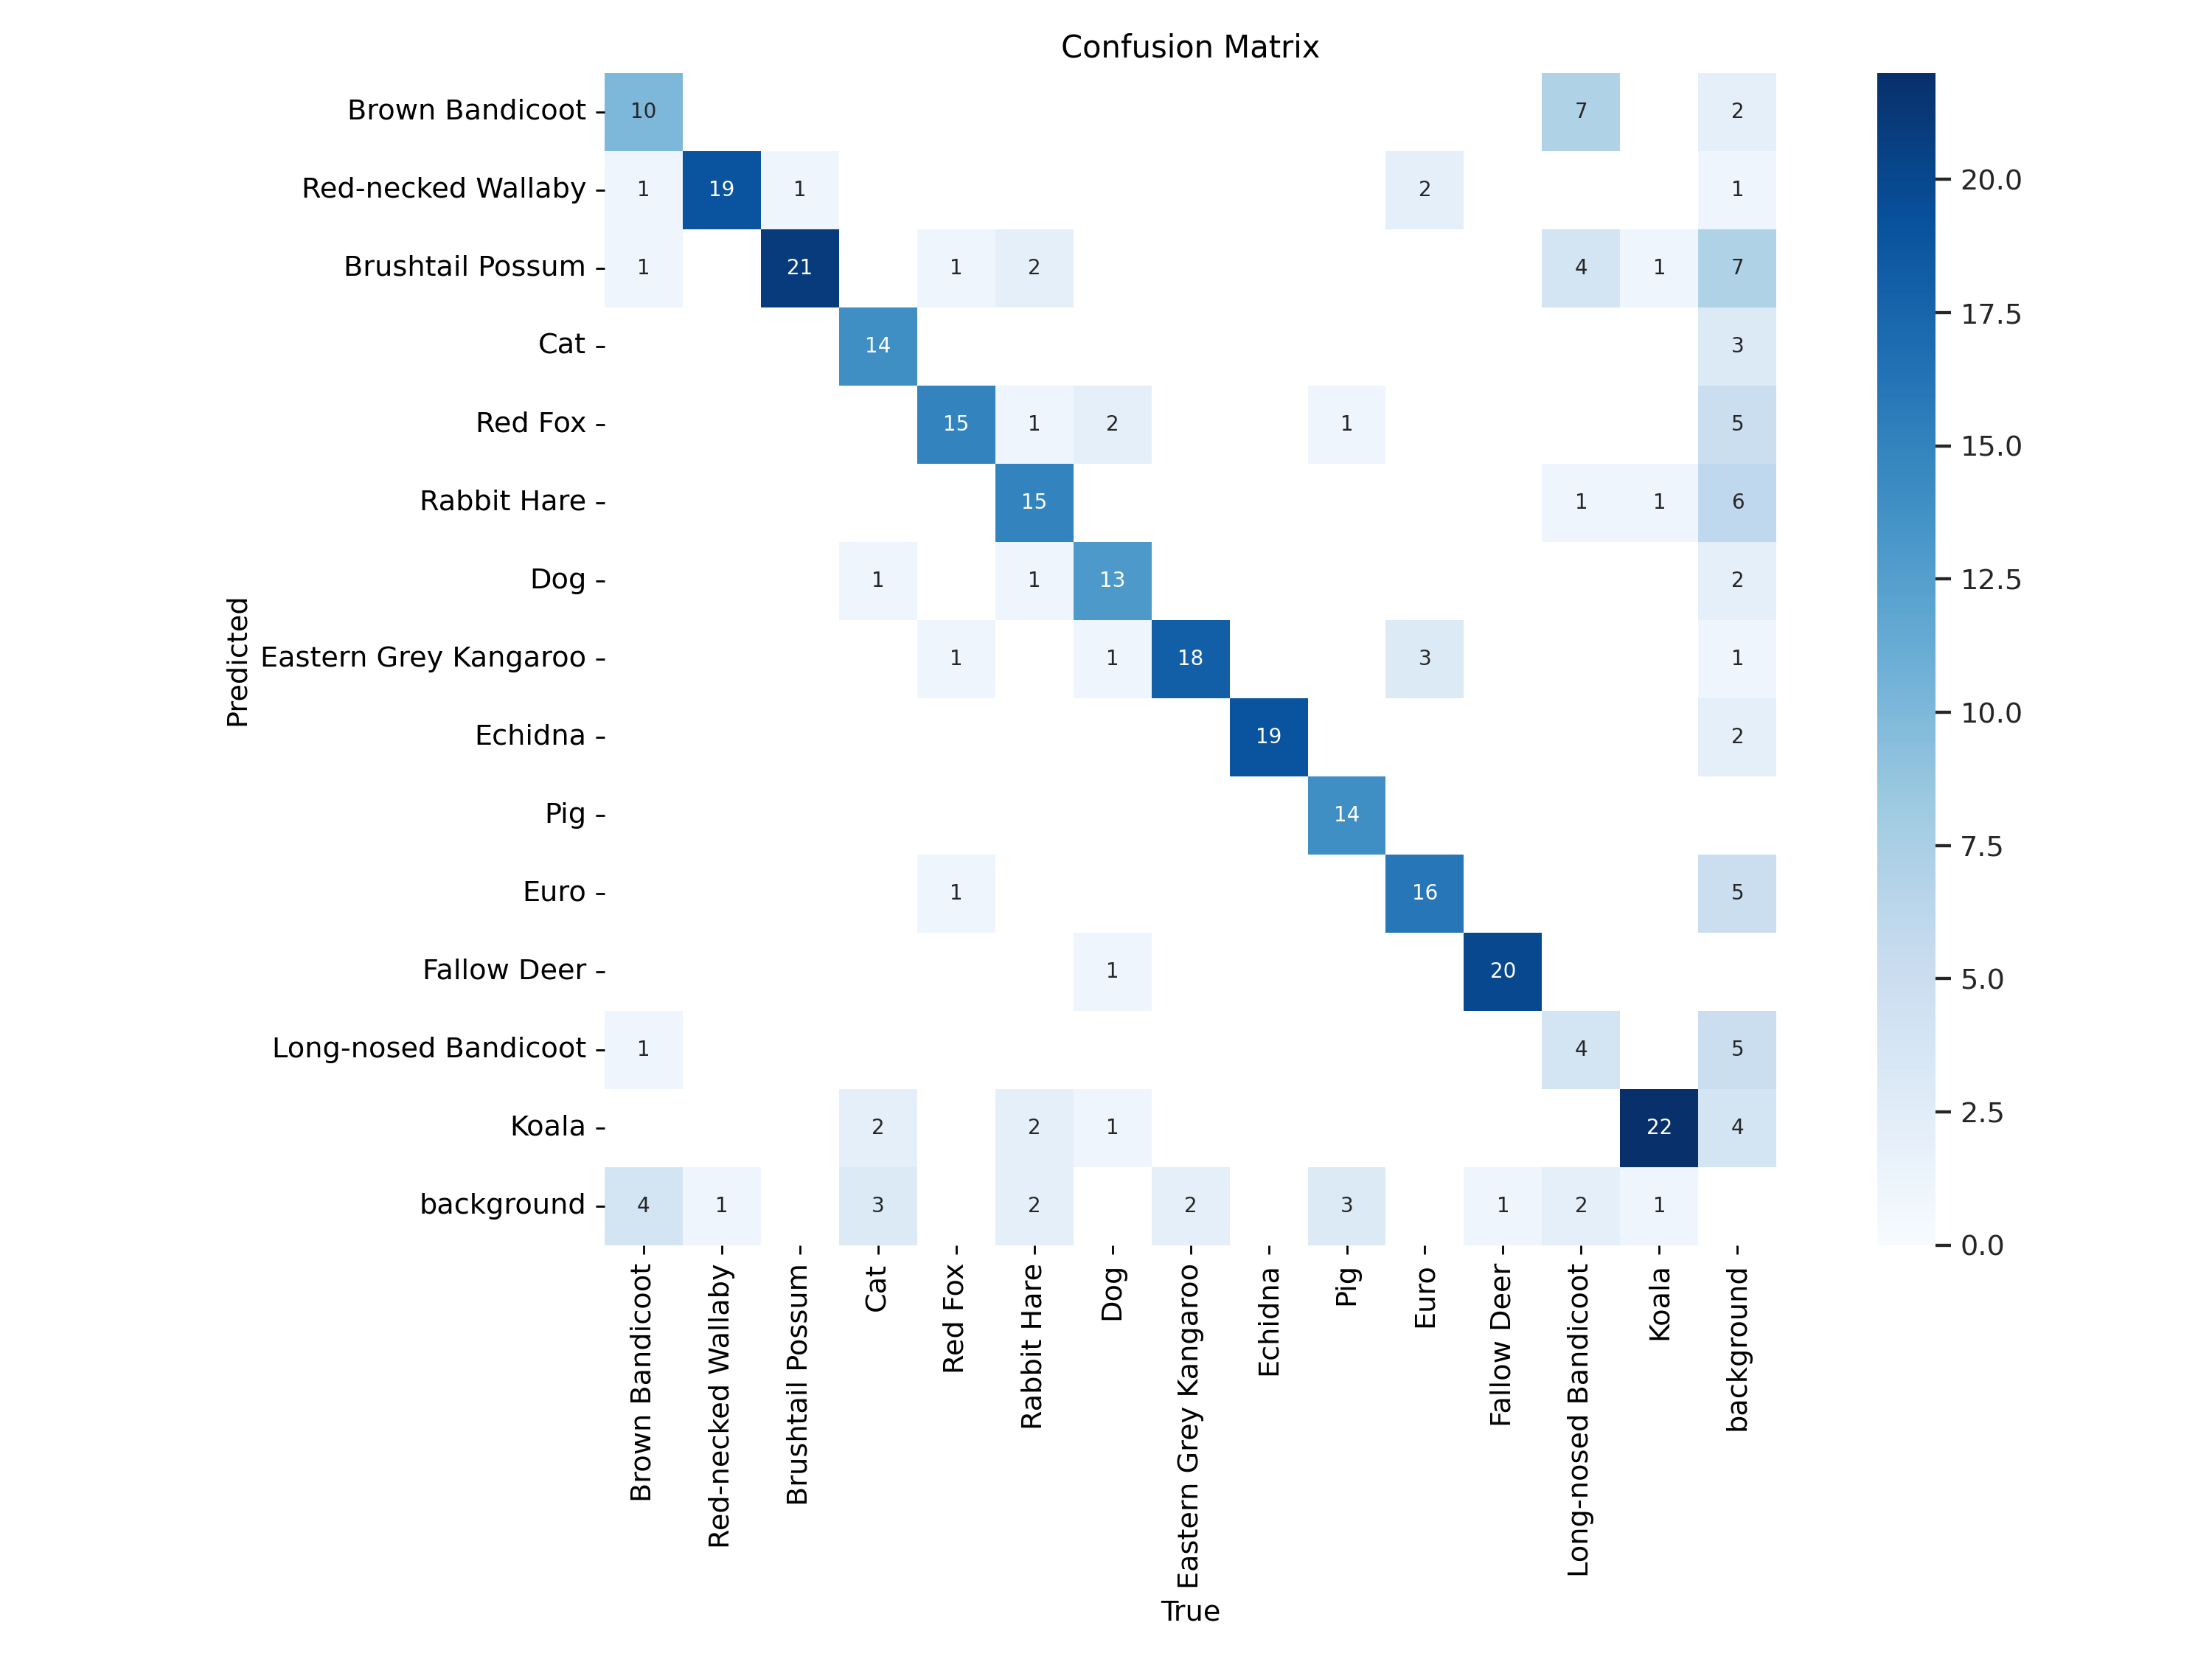 Confusion Matrix
Predicted
Brown Bandicoot 10 7 2
Red-necked Wallaby 1 19 1 2 1
Brushtail Possum 1 21 1 2 4 1 7
Cat 14 3
Red Fox 15 1 2 1 5
Rabbit Hare 15 1 1 6
Dog 1 1 13 2
Eastern Grey Kangaroo 1 1 18 3 1
Echidna 19 2
Pig 14
Euro 1 16 5
Fallow Deer 1 20
Long-nosed Bandicoot 1 4 5
Koala 2 2 1 22 4
background 4 1 3 2 2 3 1 2 1
Brown Bandicoot
Red-necked Wallaby
Brushtail Possum
Cat
Red Fox
Rabbit Hare
Dog
Eastern Grey Kangaroo
Echidna
Pig
Euro
Fallow Deer
Long-nosed Bandicoot
Koala
background
True
20.0
17.5
15.0
12.5
10.0
7.5
5.0
2.5
0.0